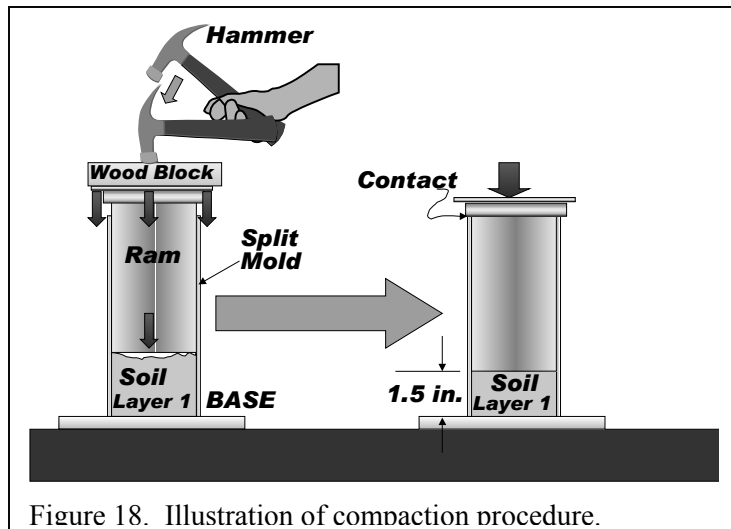 Hammer
Wood Block
Contact
Ram
Split
Mold
Soil
Layer 1
BASE
1.5 in.
Soil
Layer 1
Figure 18. Illustration of compaction procedure.